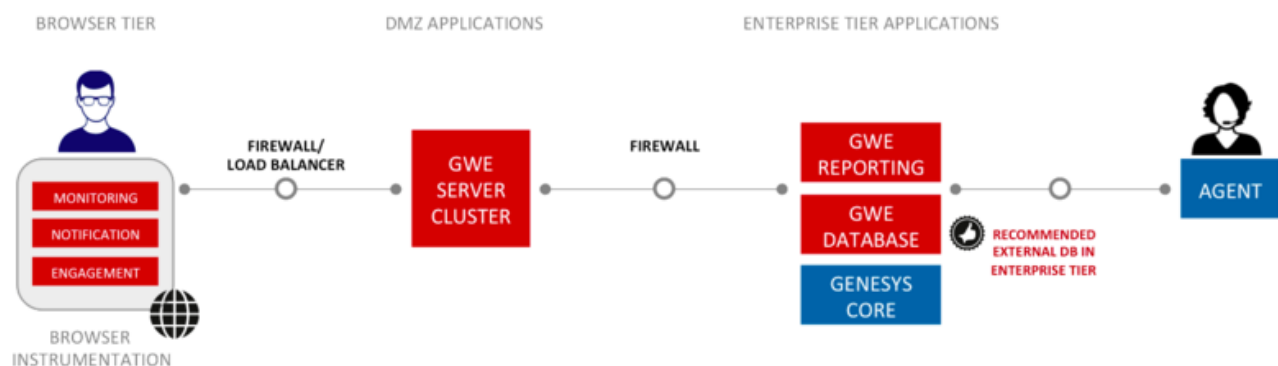 BROWSER TIER
DMZ APPLICATIONS
ENTERPRISE TIER APPLICATIONS
MONITORING
NOTIFICATION
ENGAGEMENT
BROWSER
INSTRUMENTATION
FIREWALL/
LOAD BALANCER
GWE
SERVER
CLUSTER
FIREWALL
GWE
REPORTING
GWE
DATABASE
GENESYS
CORE
RECOMMENDED
EXTERNAL DB IN
ENTERPRISE TIER
AGENT